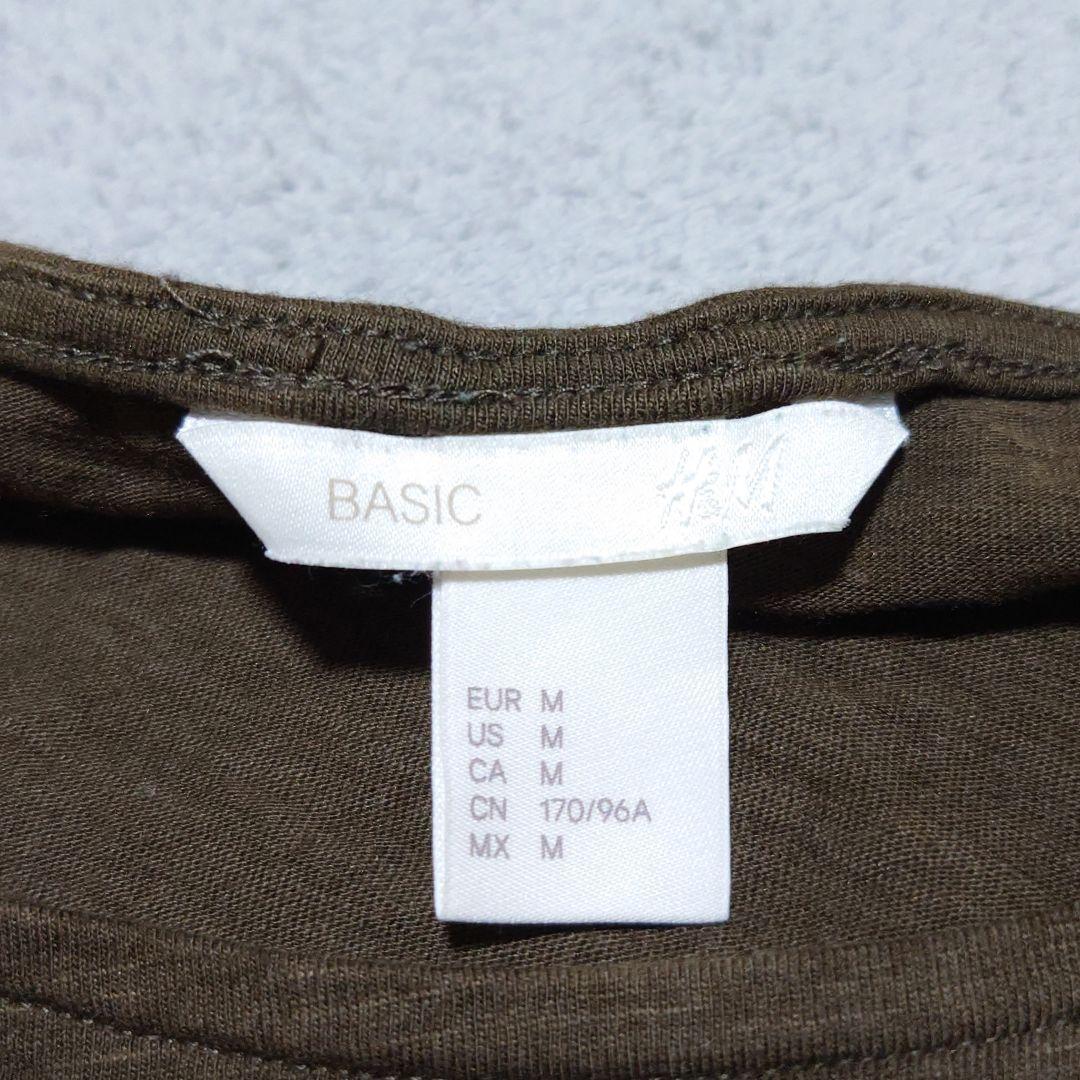 BASIC H&M
EUR M
US M
CA M
CN 170/96A
MX M